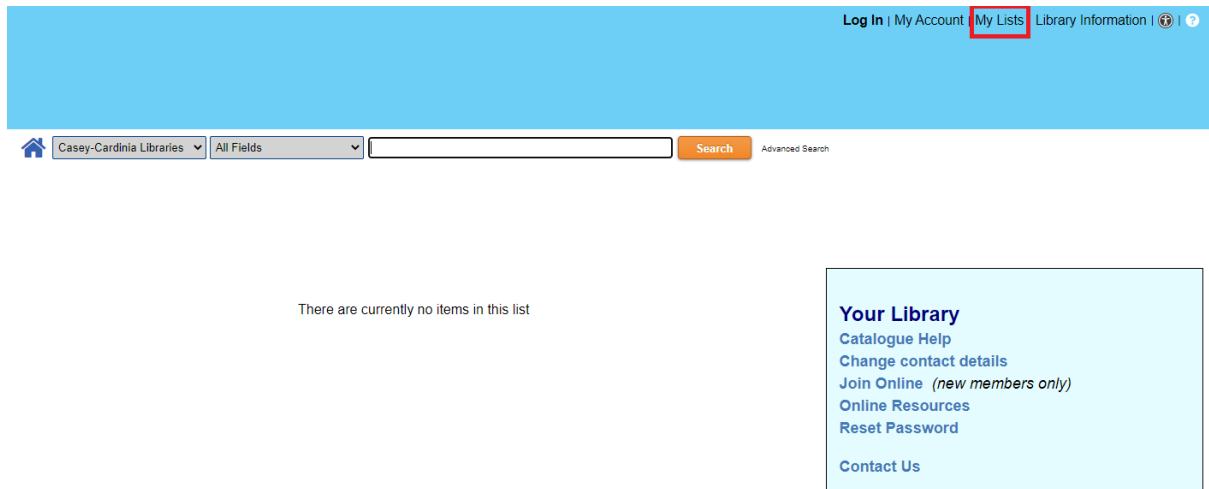 Log In | My Account | My Lists | Library Information | | ?
Casey-Cardinia Libraries All Fields Search Advanced Search
There are currently no items in this list
Your Library
Catalogue Help
Change contact details
Join Online (new members only)
Online Resources
Reset Password
Contact Us